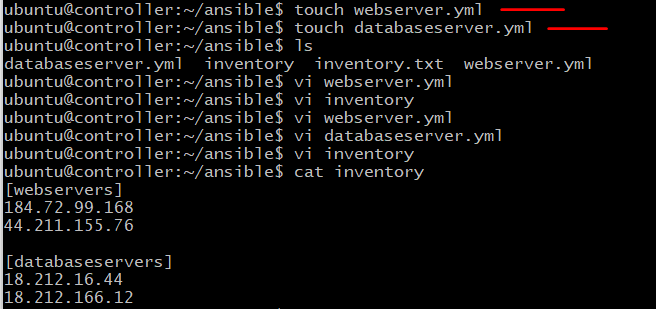 ubuntu@controller:~/ansible$ touch webserver.yml
ubuntu@controller:~/ansible$ touch databaseserver.yml
ubuntu@controller:~/ansible$ ls
databaseserver.yml  inventory  inventory.txt  webserver.yml
ubuntu@controller:~/ansible$ vi webserver.yml
ubuntu@controller:~/ansible$ vi inventory
ubuntu@controller:~/ansible$ vi webserver.yml
ubuntu@controller:~/ansible$ vi databaseserver.yml
ubuntu@controller:~/ansible$ vi inventory
ubuntu@controller:~/ansible$ cat inventory
[webservers]
184.72.99.168
44.211.155.76

[databaseservers]
18.212.16.44
18.212.166.12